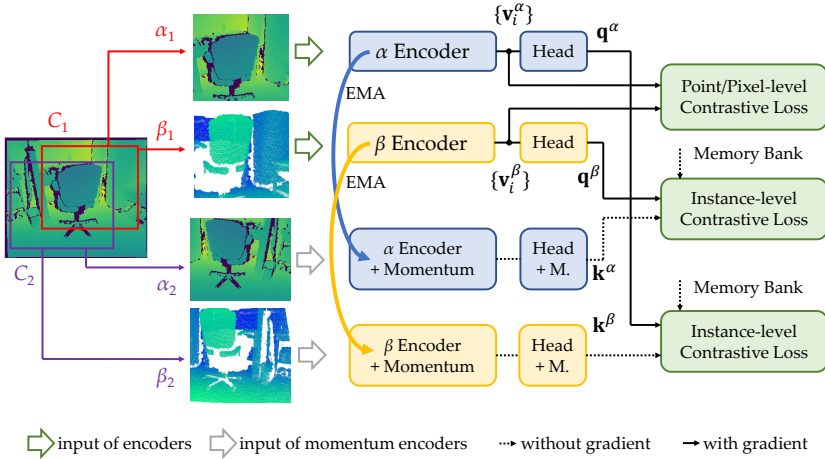 {𝐯ᵢ^α}
𝐪^α
α₁
α Encoder
Head
EMA
Point/Pixel-level
Contrastive Loss
C₁
β₁
β Encoder
Head
Memory Bank
{𝐯ᵢ^β}
𝐪^β
EMA
Instance-level
Contrastive Loss
C₂
α₂
α Encoder
+ Momentum
Head
+ M.
𝐤^α
Memory Bank
𝐤^β
β₂
β Encoder
+ Momentum
Head
+ M.
Instance-level
Contrastive Loss
input of encoders
input of momentum encoders
without gradient
with gradient